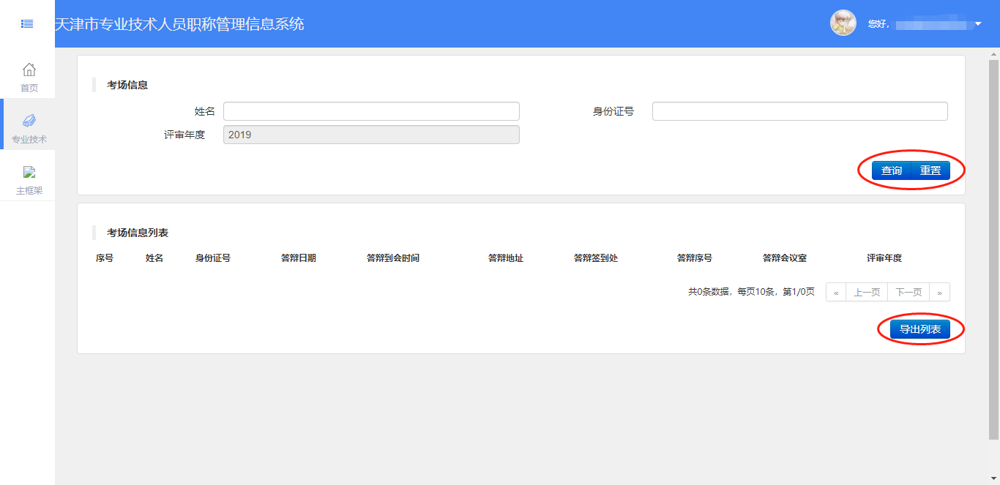 天津市专业技术人员职称管理信息系统
您好，
首页
专业技术
主框架
考场信息
姓名
身份证号
评审年度 2019
查询 重置
考场信息列表
序号 姓名 身份证号 答辩日期 答辩到会时间 答辩地址 答辩签到处 答辩序号 答辩会议室 评审年度
共0条数据，每页10条，第1/0页 « 上一页 下一页 »
导出列表